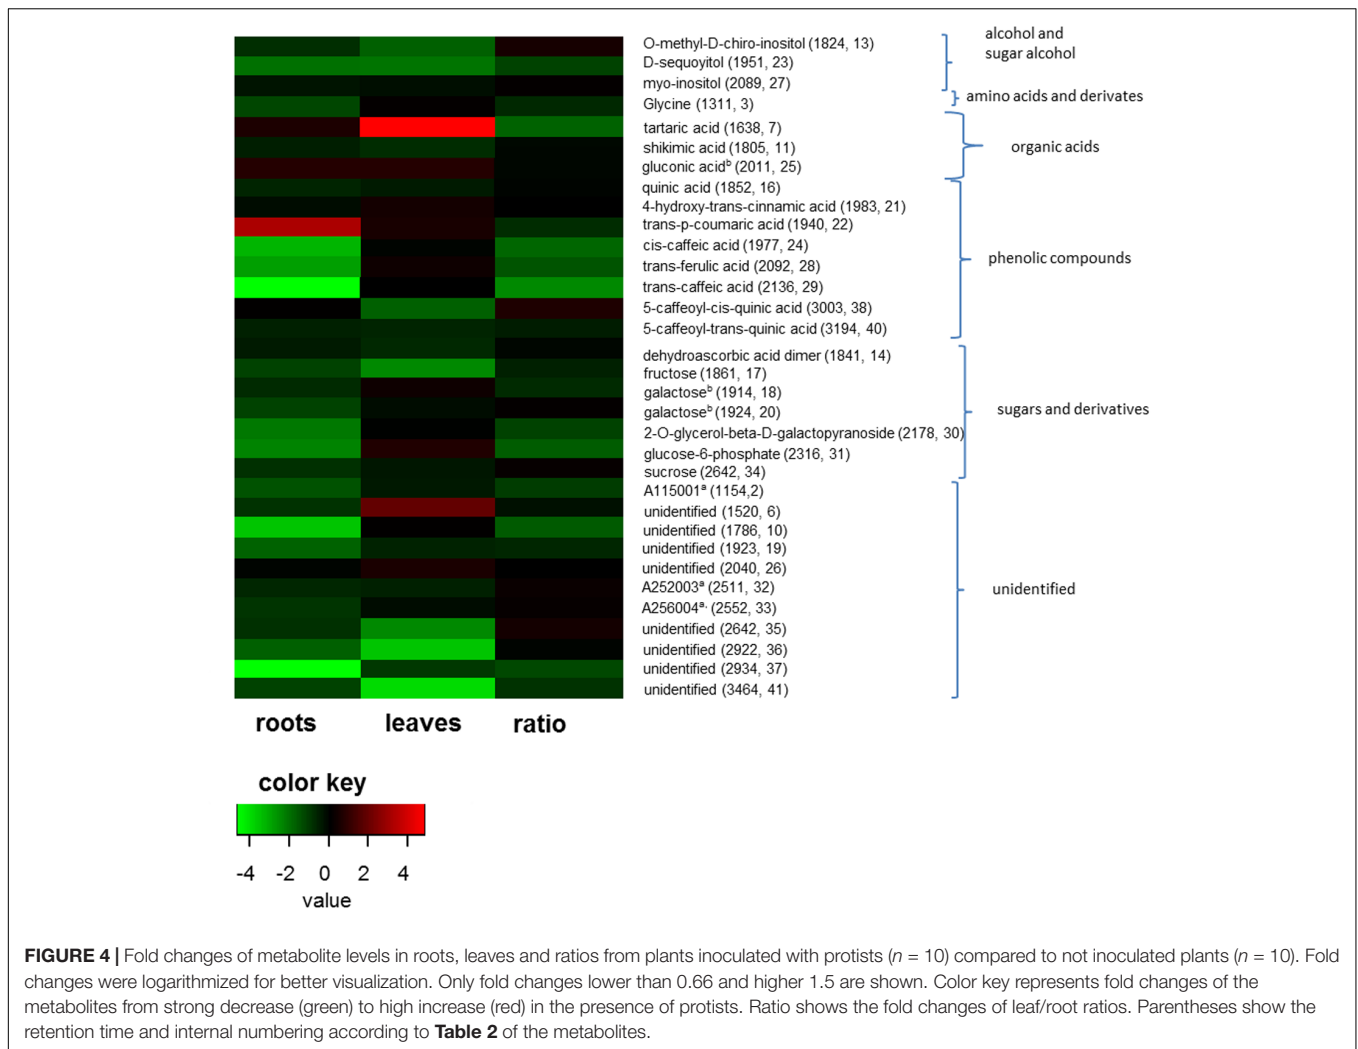 O-methyl-D-chiro-inositol (1824, 13)
D-sequoyitol (1951, 23)
myo-inositol (2089, 27)
Glycine (1311, 3)
tartaric acid (1638, 7)
shikimic acid (1805, 11)
gluconic acidᵇ (2011, 25)
quinic acid (1852, 16)
4-hydroxy-trans-cinnamic acid (1983, 21)
trans-p-coumaric acid (1940, 22)
cis-caffeic acid (1977, 24)
trans-ferulic acid (2092, 28)
trans-caffeic acid (2136, 29)
5-caffeoyl-cis-quinic acid (3003, 38)
5-caffeoyl-trans-quinic acid (3194, 40)
dehydroascorbic acid dimer (1841, 14)
fructose (1861, 17)
galactoseᵇ (1914, 18)
galactoseᵇ (1924, 20)
2-O-glycerol-beta-D-galactopyranoside (2178, 30)
glucose-6-phosphate (2316, 31)
sucrose (2642, 34)
A115001ᵃ (1154,2)
unidentified (1520, 6)
unidentified (1786, 10)
unidentified (1923, 19)
unidentified (2040, 26)
A252003ᵃ (2511, 32)
A256004ᵃ· (2552, 33)
unidentified (2642, 35)
unidentified (2922, 36)
unidentified (2934, 37)
unidentified (3464, 41)
alcohol and
sugar alcohol
amino acids and derivates
organic acids
phenolic compounds
sugars and derivatives
unidentified
roots leaves ratio
color key
-4 -2 0 2 4
value
FIGURE 4 | Fold changes of metabolite levels in roots, leaves and ratios from plants inoculated with protists (n = 10) compared to not inoculated plants (n = 10). Fold
changes were logarithmized for better visualization. Only fold changes lower than 0.66 and higher 1.5 are shown. Color key represents fold changes of the
metabolites from strong decrease (green) to high increase (red) in the presence of protists. Ratio shows the fold changes of leaf/root ratios. Parentheses show the
retention time and internal numbering according to Table 2 of the metabolites.